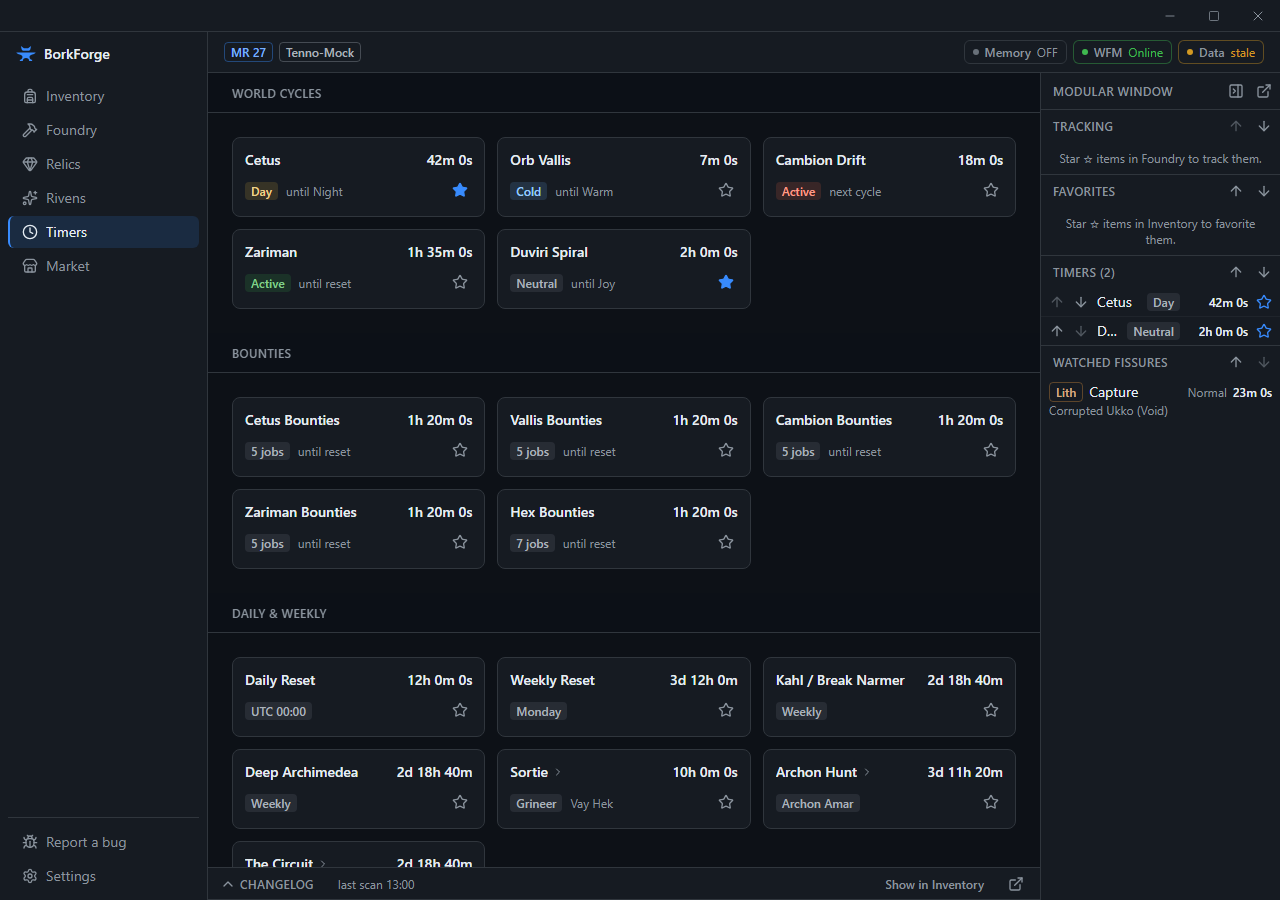 BorkForge
Inventory
Foundry
Relics
Rivens
Timers
Market
Report a bug
Settings
MR 27 Tenno-Mock
Memory OFF WFM Online Data stale
WORLD CYCLES
Cetus 42m 0s
Day until Night
Orb Vallis 7m 0s
Cold until Warm
Cambion Drift 18m 0s
Active next cycle
Zariman 1h 35m 0s
Active until reset
Duviri Spiral 2h 0m 0s
Neutral until Joy
BOUNTIES
Cetus Bounties 1h 20m 0s
5 jobs until reset
Vallis Bounties 1h 20m 0s
5 jobs until reset
Cambion Bounties 1h 20m 0s
5 jobs until reset
Zariman Bounties 1h 20m 0s
5 jobs until reset
Hex Bounties 1h 20m 0s
7 jobs until reset
DAILY & WEEKLY
Daily Reset 12h 0m 0s
UTC 00:00
Weekly Reset 3d 12h 0m
Monday
Kahl / Break Narmer 2d 18h 40m
Weekly
Deep Archimedea 2d 18h 40m
Weekly
Sortie 10h 0m 0s
Grineer Vay Hek
Archon Hunt 3d 11h 20m
Archon Amar
The Circuit 2d 18h 40m
CHANGELOG last scan 13:00 Show in Inventory
MODULAR WINDOW
TRACKING
Star ☆ items in Foundry to track them.
FAVORITES
Star ☆ items in Inventory to favorite
them.
TIMERS (2)
Cetus Day 42m 0s
D... Neutral 2h 0m 0s
WATCHED FISSURES
Lith Capture Normal 23m 0s
Corrupted Ukko (Void)